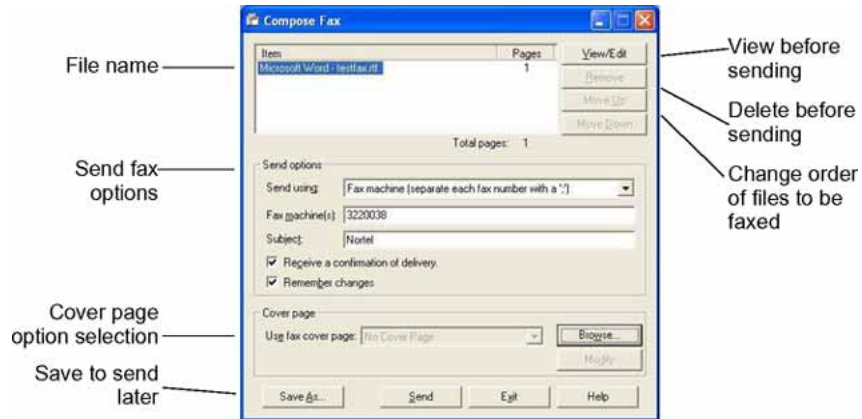 Compose Fax
File name
Item Pages
Microsoft Word - testfax.rtf 1
View/Edit
Remove
Move Up
Move Down
View before
sending
Delete before
sending
Change order
of files to be
faxed
Total pages: 1
Send fax
options
Send options
Send using: Fax machine (separate each fax number with a ';')
Fax machine(s): 3220038
Subject: Nortel
Receive a confirmation of delivery.
Remember changes
Cover page
option selection
Cover page
Use fax cover page: No Cover Page
Browse...
Modify
Save to send
later
Save As... Send Exit Help